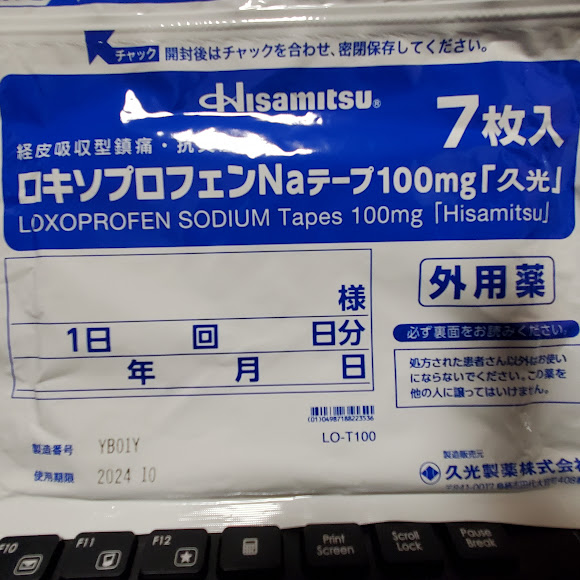 チャック 開封後はチャックを合わせ、密閉保存してください。
Hisamitsu®
7枚入
経皮吸収型鎮痛・抗炎
ロキソプロフェンNaテープ100mg「久光」
LOXOPROFEN SODIUM Tapes 100mg「Hisamitsu」
様
1日 回 日分
年 月 日
外用薬
必ず裏面をお読みください。
処方された患者さん以外はお使い
にならないでください。この薬を
他の人に譲ってはいけません。
(01)04987188223536
LO-T100
製造番号 YB01Y
使用期限 2024 10
製造販売元
久光製薬株式会
F10
F11
F12
Print
Screen
Scroll
Lock
Pause
Break